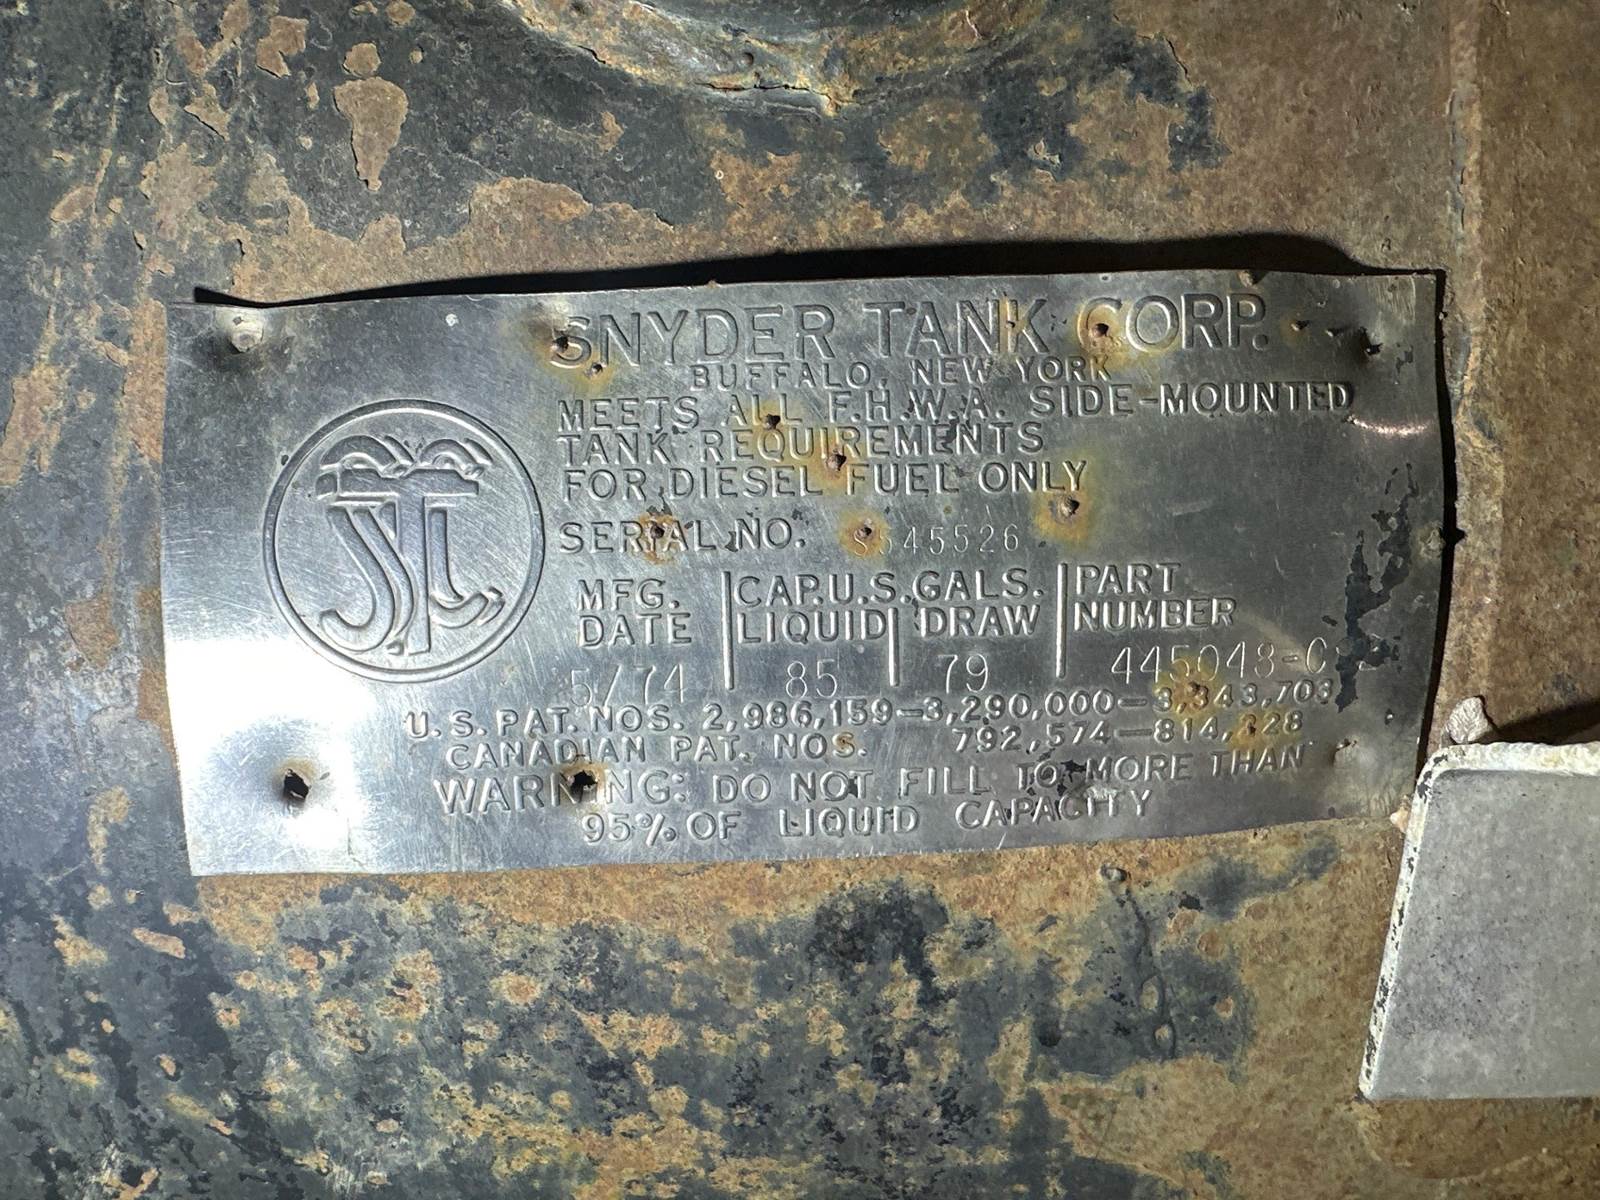 SNYDER TANK CORP.
BUFFALO, NEW YORK
MEETS ALL F.H.W.A. SIDE-MOUNTED
TANK REQUIREMENTS
FOR DIESEL FUEL ONLY
SERIAL NO.
MFG. DATE
CAP. U.S. GALS.
LIQUID DRAW
PART NUMBER
5/74 85 79 445048-C
U.S. PAT. NOS. 2,986,159-3,290,000-3,343,703
CANADIAN PAT. NOS. 792,574-814,228
WARNING: DO NOT FILL TO MORE THAN
95% OF LIQUID CAPACITY